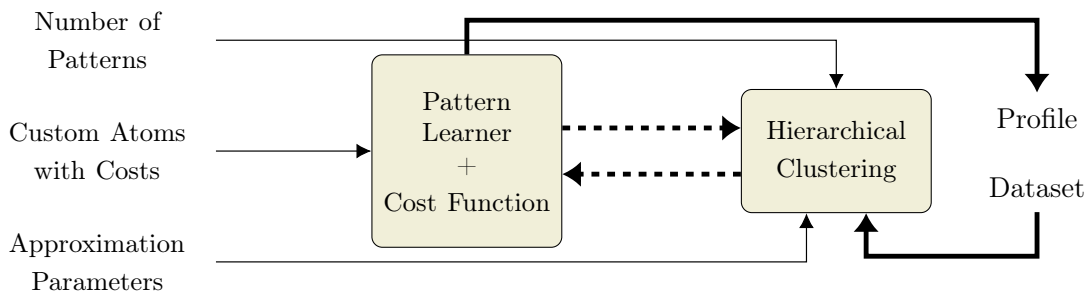 Number of
Patterns
Custom Atoms
with Costs
Approximation
Parameters
Pattern
Learner
+
Cost Function
Hierarchical
Clustering
Profile
Dataset